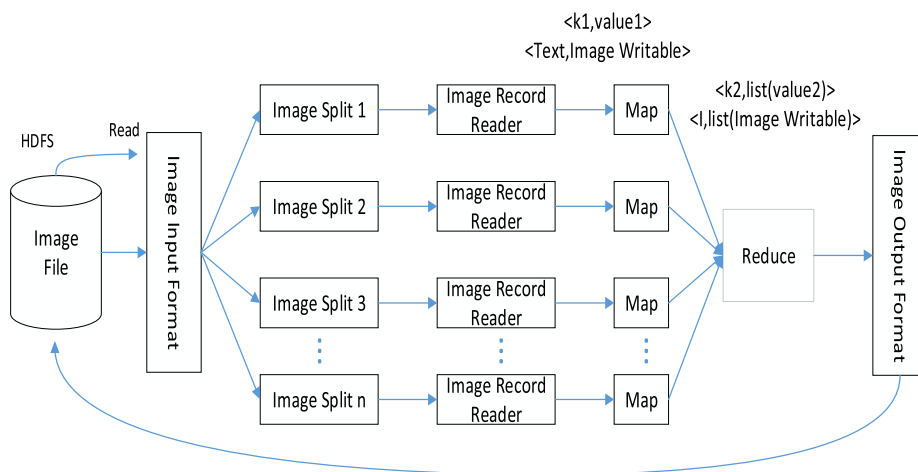 <k1,value1>
<Text,Image Writable>
<k2,list(value2)>
<I,list(Image Writable)>
HDFS
Read
Image
File
Image Input Format
Image Split 1
Image Record
Reader
Map
Image Split 2
Image Record
Reader
Map
Image Split 3
Image Record
Reader
Map
Image Split n
Image Record
Reader
Map
Reduce
Image Output Format